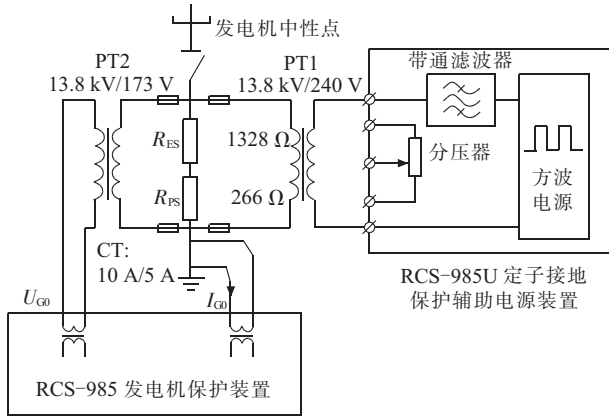 发电机中性点
PT2
13.8 kV/173 V
PT1
13.8 kV/240 V
带通滤波器
R_ES
1328 Ω
分压器
R_PS
266 Ω
方波
电源
CT:
10 A/5 A
U_G0
I_G0
RCS-985U 定子接地
保护辅助电源装置
RCS-985 发电机保护装置